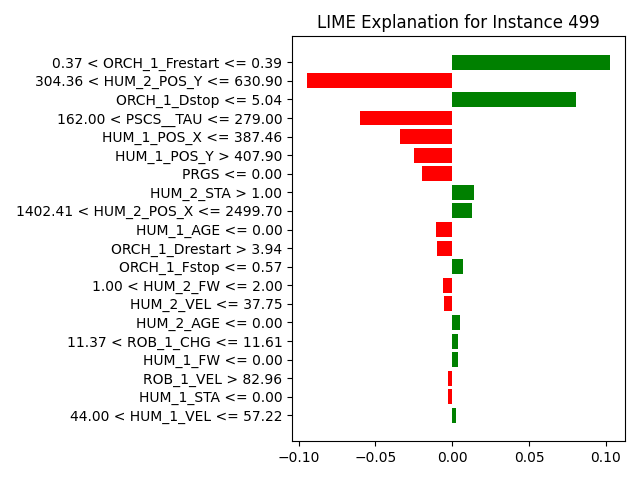 LIME Explanation for Instance 499
0.37 < ORCH_1_Frestart <= 0.39
304.36 < HUM_2_POS_Y <= 630.90
ORCH_1_Dstop <= 5.04
162.00 < PSCS__TAU <= 279.00
HUM_1_POS_X <= 387.46
HUM_1_POS_Y > 407.90
PRGS <= 0.00
HUM_2_STA > 1.00
1402.41 < HUM_2_POS_X <= 2499.70
HUM_1_AGE <= 0.00
ORCH_1_Drestart > 3.94
ORCH_1_Fstop <= 0.57
1.00 < HUM_2_FW <= 2.00
HUM_2_VEL <= 37.75
HUM_2_AGE <= 0.00
11.37 < ROB_1_CHG <= 11.61
HUM_1_FW <= 0.00
ROB_1_VEL > 82.96
HUM_1_STA <= 0.00
44.00 < HUM_1_VEL <= 57.22
−0.10 −0.05 0.00 0.05 0.10